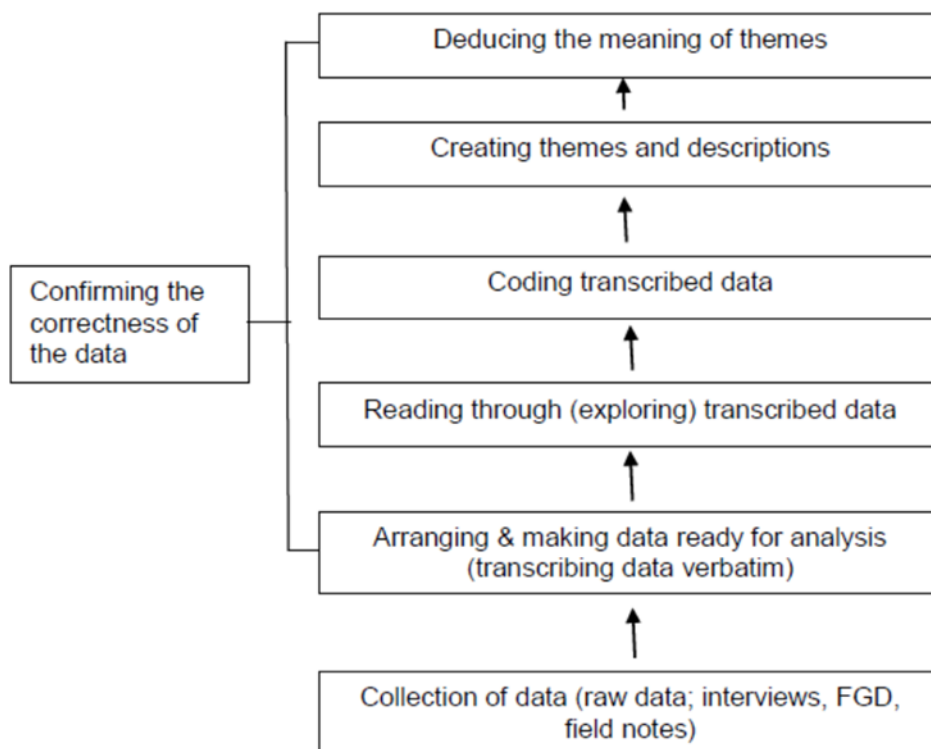 Deducing the meaning of themes
Creating themes and descriptions
Coding transcribed data
Confirming the
correctness of
the data
Reading through (exploring) transcribed data
Arranging & making data ready for analysis
(transcribing data verbatim)
Collection of data (raw data; interviews, FGD,
field notes)